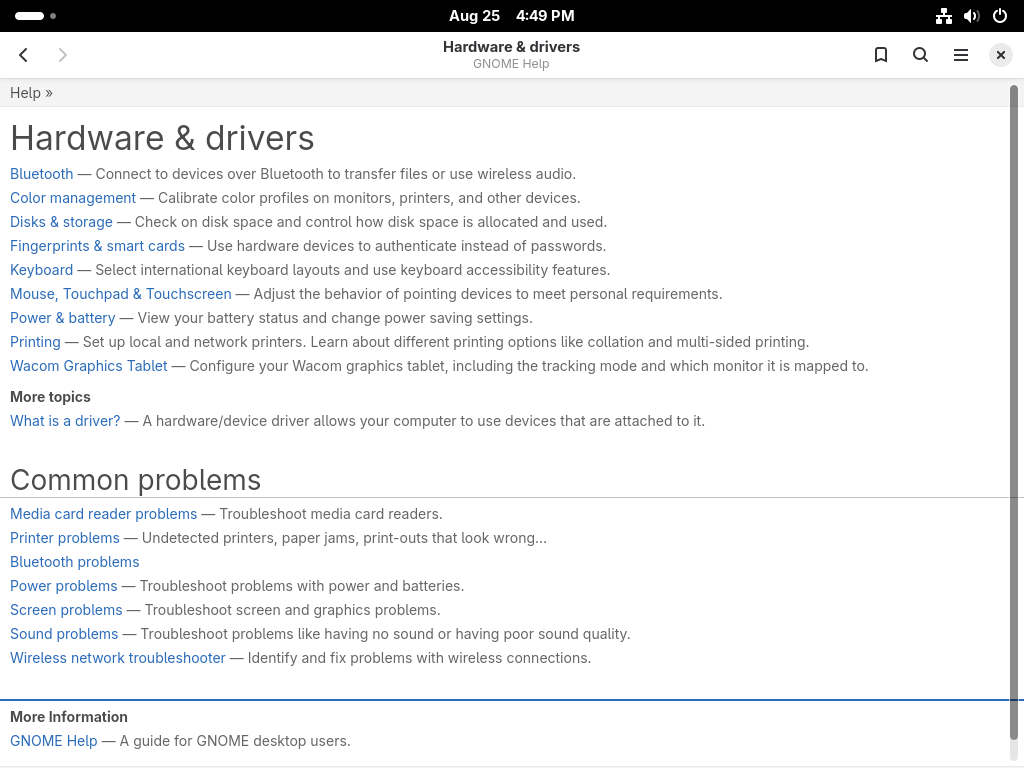 Aug 25 4:49 PM
Hardware & drivers
GNOME Help
Help »
Hardware & drivers
Bluetooth — Connect to devices over Bluetooth to transfer files or use wireless audio.
Color management — Calibrate color profiles on monitors, printers, and other devices.
Disks & storage — Check on disk space and control how disk space is allocated and used.
Fingerprints & smart cards — Use hardware devices to authenticate instead of passwords.
Keyboard — Select international keyboard layouts and use keyboard accessibility features.
Mouse, Touchpad & Touchscreen — Adjust the behavior of pointing devices to meet personal requirements.
Power & battery — View your battery status and change power saving settings.
Printing — Set up local and network printers. Learn about different printing options like collation and multi-sided printing.
Wacom Graphics Tablet — Configure your Wacom graphics tablet, including the tracking mode and which monitor it is mapped to.
More topics
What is a driver? — A hardware/device driver allows your computer to use devices that are attached to it.
Common problems
Media card reader problems — Troubleshoot media card readers.
Printer problems — Undetected printers, paper jams, print-outs that look wrong…
Bluetooth problems
Power problems — Troubleshoot problems with power and batteries.
Screen problems — Troubleshoot screen and graphics problems.
Sound problems — Troubleshoot problems like having no sound or having poor sound quality.
Wireless network troubleshooter — Identify and fix problems with wireless connections.
More Information
GNOME Help — A guide for GNOME desktop users.